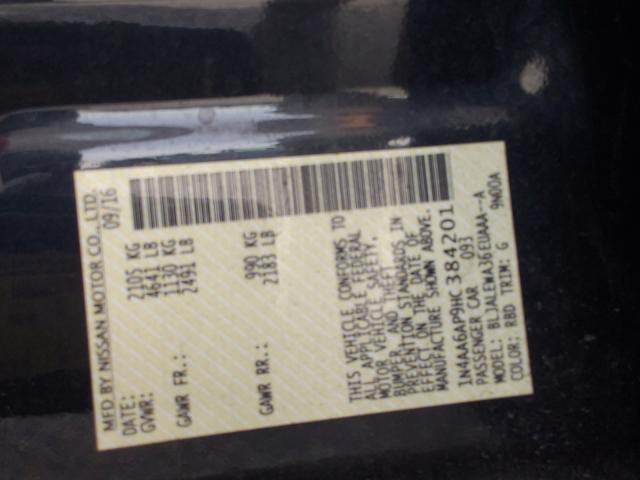 MFD BY NISSAN MOTOR CO., LTD.
DATE: 09/16
GVWR: 2105 KG
4641 LB
GAWR FR.: 1130 KG
2491 LB
GAWR RR.: 990 KG
2183 LB
THIS VEHICLE CONFORMS TO
ALL APPLICABLE FEDERAL
MOTOR VEHICLE SAFETY,
BUMPER, AND THEFT
PREVENTION STANDARDS IN
EFFECT ON THE DATE OF
MANUFACTURE SHOWN ABOVE.
1N4AA6AP9HC384201
PASSENGER CAR 093
MODEL: BLJALEWA36EUAAA--A
COLOR: RBD TRIM: G 9W00A